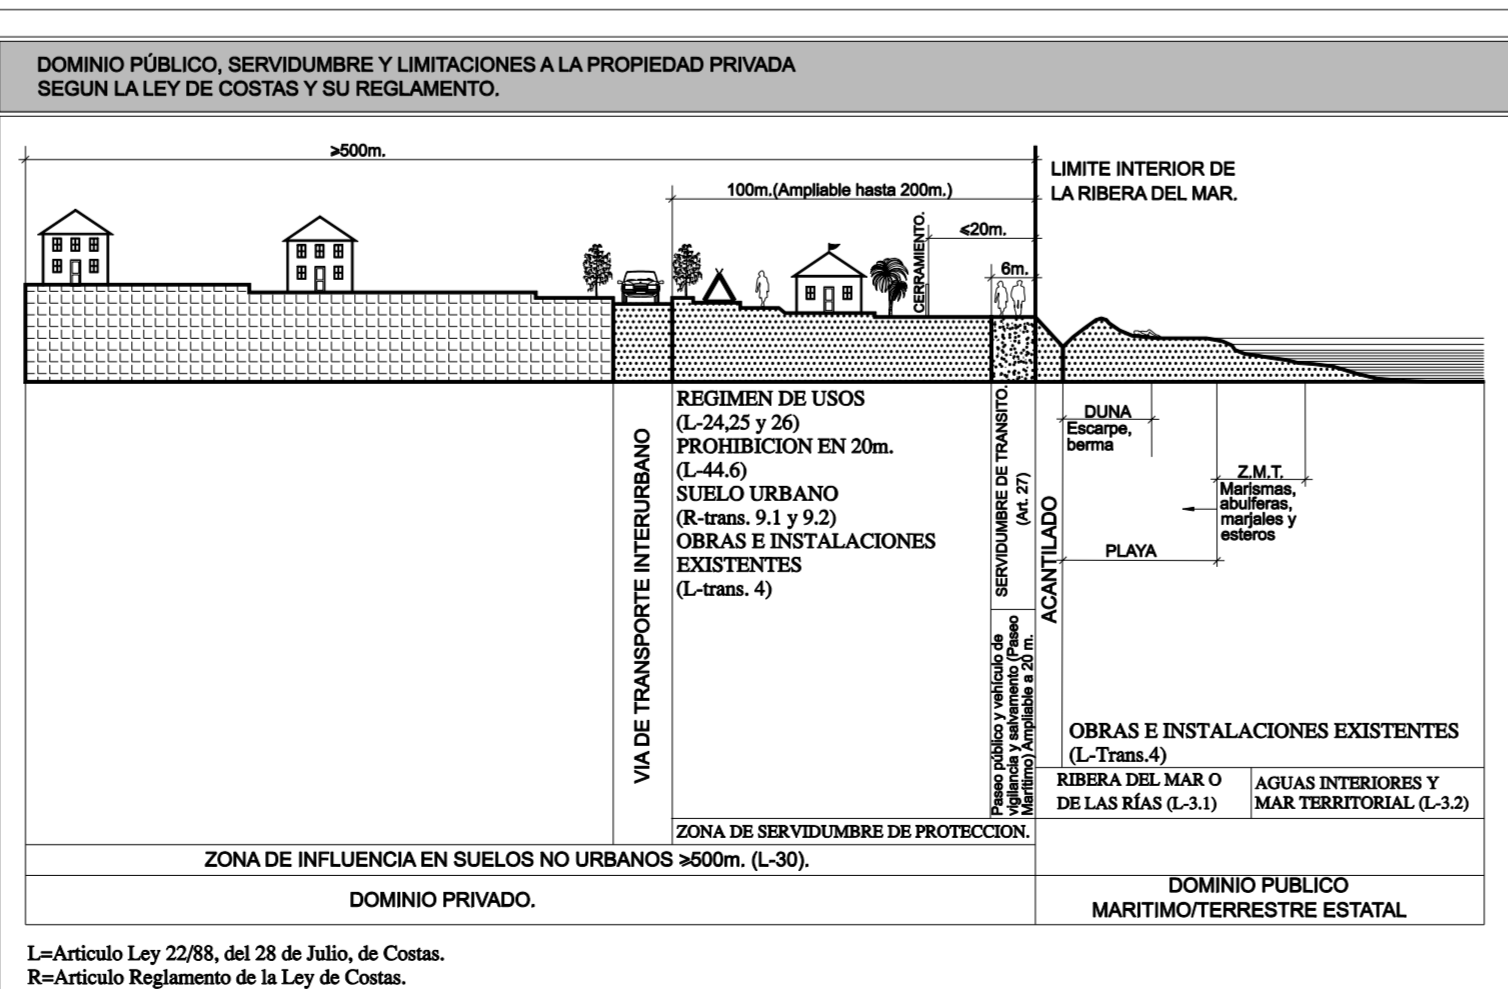 DOMINIO PÚBLICO, SERVIDUMBRE Y LIMITACIONES A LA PROPIEDAD PRIVADA
SEGUN LA LEY DE COSTAS Y SU REGLAMENTO.
⩾500m.
LIMITE INTERIOR DE
LA RIBERA DEL MAR.
100m.(Ampliable hasta 200m.)
CERRAMIENTO.
⩽20m.
6m.
VIA DE TRANSPORTE INTERURBANO
REGIMEN DE USOS
(L-24,25 y 26)
PROHIBICION EN 20m.
(L-44.6)
SUELO URBANO
(R-trans. 9.1 y 9.2)
OBRAS E INSTALACIONES
EXISTENTES
(L-trans. 4)
SERVIDUMBRE DE TRANSITO.
(Art. 27)
Paseo público y vehículo de
vigilancia y salvamento (Paseo
Marítimo) Ampliable a 20 m.
ACANTILADO
DUNA
Escarpe,
berma
Z.M.T.
Marismas,
abulferas,
marjales y
esteros
PLAYA
OBRAS E INSTALACIONES EXISTENTES
(L-Trans.4)
RIBERA DEL MAR O
DE LAS RÍAS (L-3.1)
AGUAS INTERIORES Y
MAR TERRITORIAL (L-3.2)
ZONA DE SERVIDUMBRE DE PROTECCION.
ZONA DE INFLUENCIA EN SUELOS NO URBANOS ⩾500m. (L-30).
DOMINIO PRIVADO.
DOMINIO PUBLICO
MARITIMO/TERRESTRE ESTATAL
L=Articulo Ley 22/88, del 28 de Julio, de Costas.
R=Articulo Reglamento de la Ley de Costas.